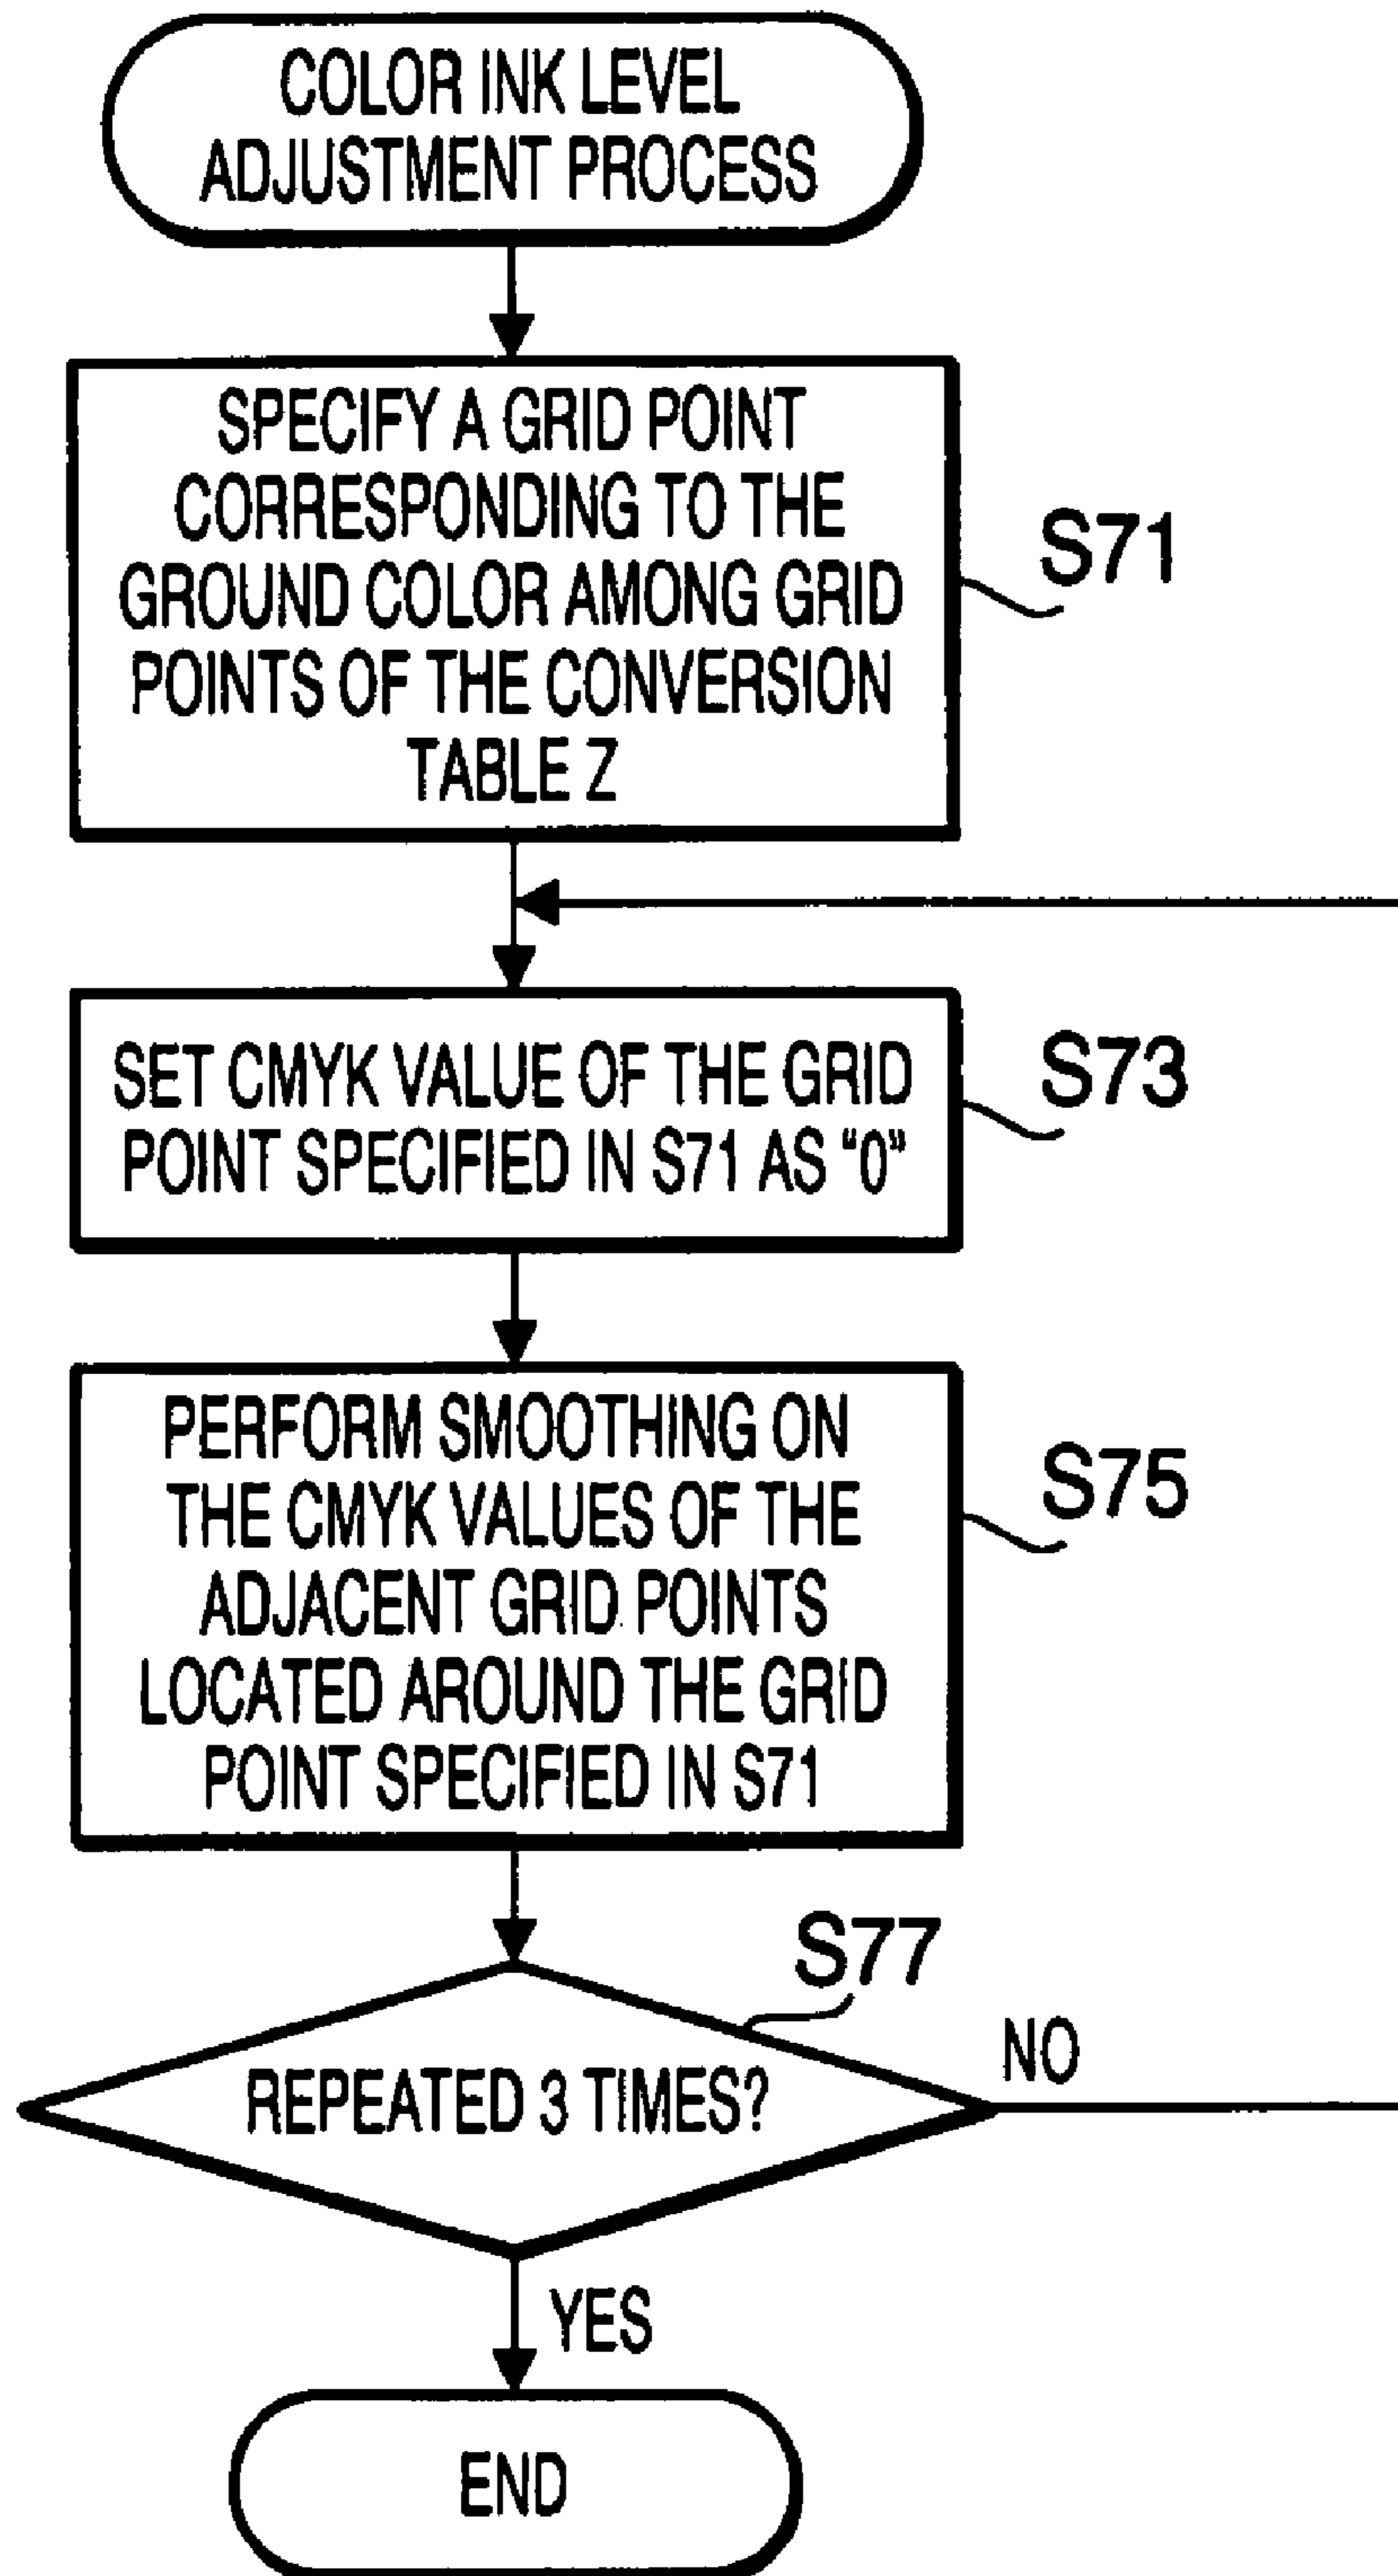 COLOR INK LEVEL
ADJUSTMENT PROCESS
SPECIFY A GRID POINT
CORRESPONDING TO THE
GROUND COLOR AMONG GRID
POINTS OF THE CONVERSION
TABLE Z
S71
SET CMYK VALUE OF THE GRID
POINT SPECIFIED IN S71 AS “0”
S73
PERFORM SMOOTHING ON
THE CMYK VALUES OF THE
ADJACENT GRID POINTS
LOCATED AROUND THE GRID
POINT SPECIFIED IN S71
S75
S77
REPEATED 3 TIMES?
NO
YES
END